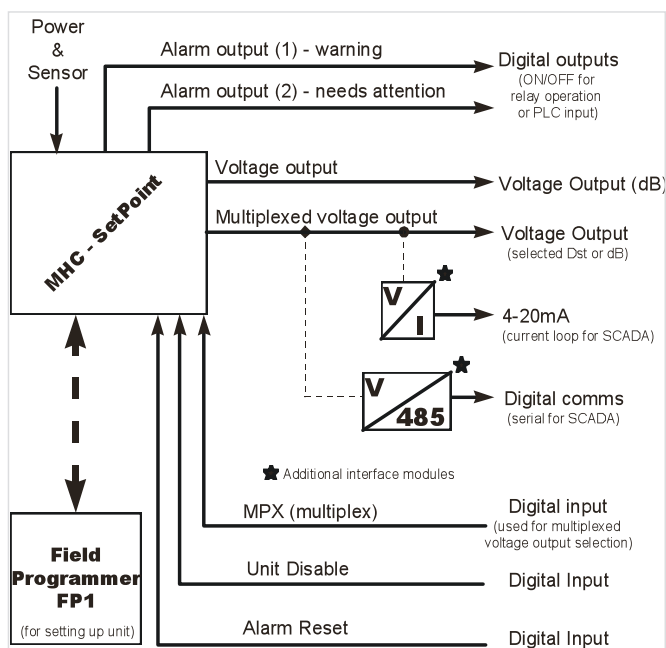 Power
&
Sensor
Alarm output (1) - warning
Alarm output (2) - needs attention
Digital outputs
(ON/OFF for
relay operation
or PLC input)
MHC - SetPoint
Voltage output
Voltage Output (dB)
Multiplexed voltage output
Voltage Output
(selected Dst or dB)
V
I
4-20mA
(current loop for SCADA)
V
485
Digital comms
(serial for SCADA)
Additional interface modules
MPX (multiplex)
Digital input
(used for multiplexed
voltage output selection)
Field
Programmer
FP1
(for setting up unit)
Unit Disable
Digital Input
Alarm Reset
Digital Input